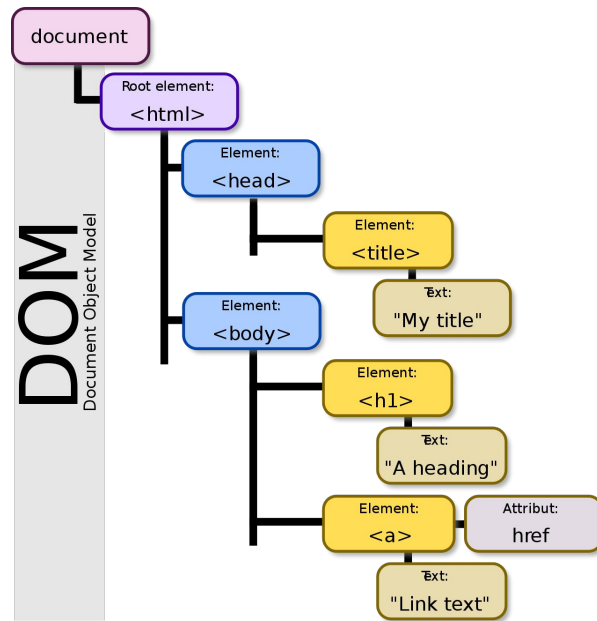 document
Root element:
<html>
Element:
<head>
Element:
<title>
Text:
"My title"
Element:
<body>
Element:
<h1>
Text:
"A heading"
Element:
<a>
Attribut:
href
Text:
"Link text"
DOM
Document Object Model